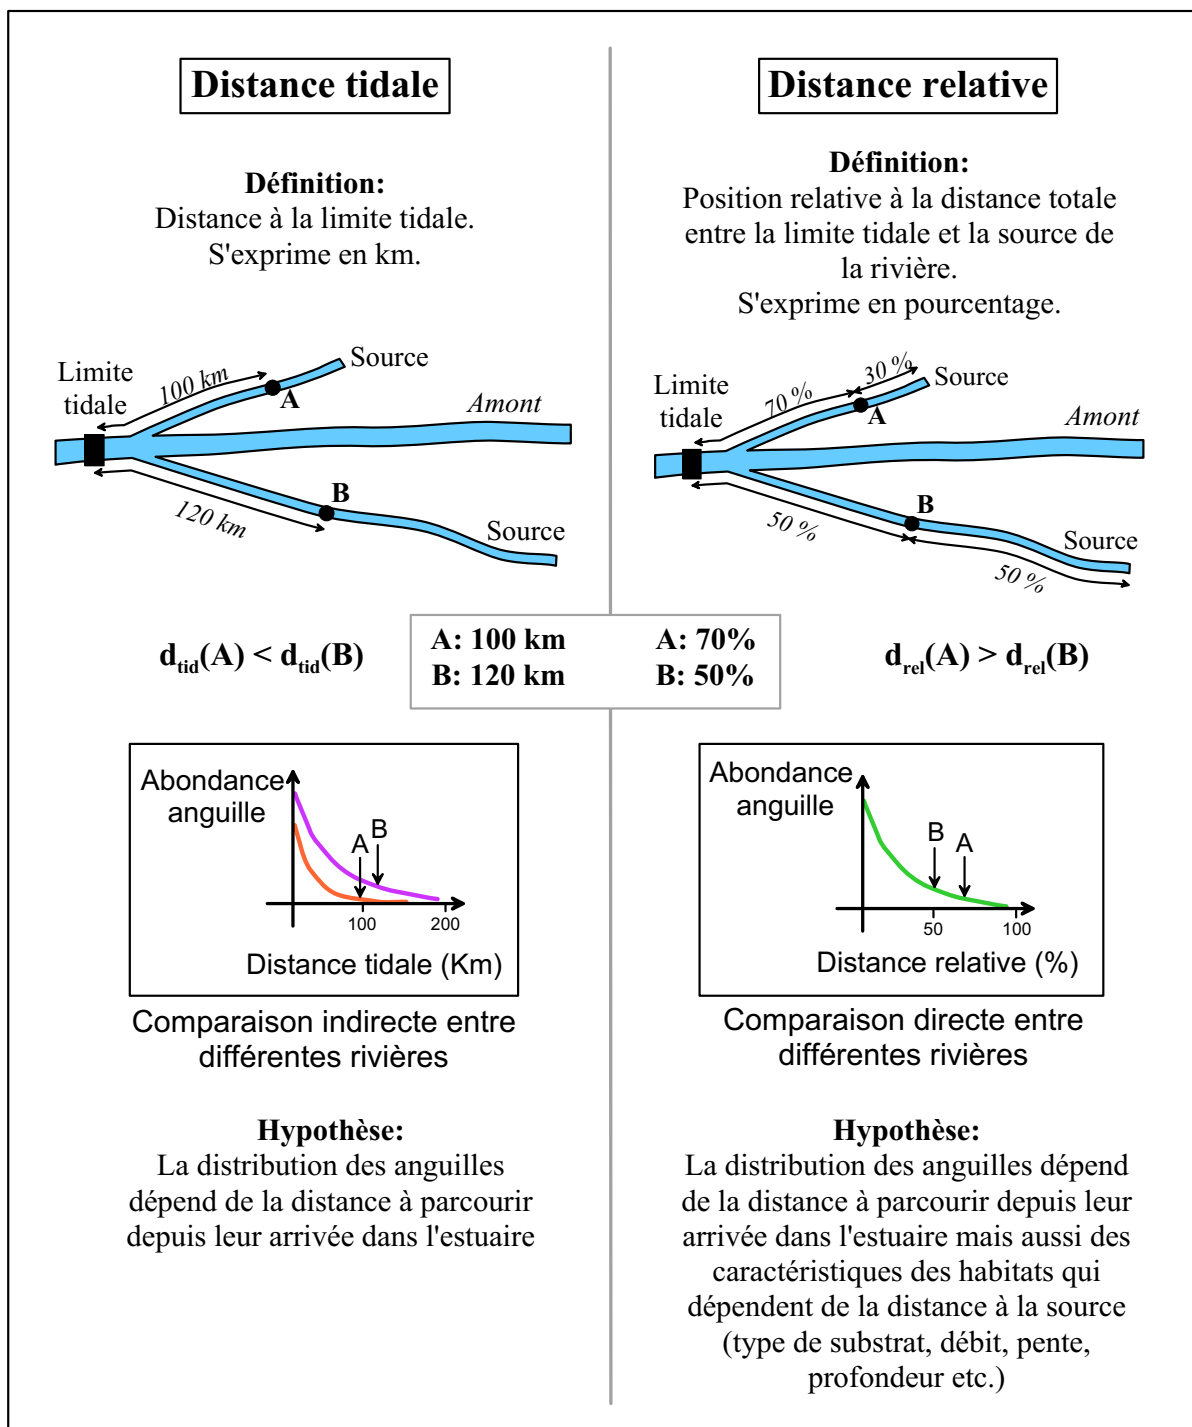 Distance tidale
Définition:
Distance à la limite tidale.
S'exprime en km.
Limite
tidale
100 km
Source
A
Amont
B
120 km
Source
d_tid(A) < d_tid(B)
Distance relative
Définition:
Position relative à la distance totale
entre la limite tidale et la source de
la rivière.
S'exprime en pourcentage.
Limite
tidale
70 %
30 %
Source
A
Amont
B
50 %
Source
50 %
d_rel(A) > d_rel(B)
A: 100 km
B: 120 km
A: 70%
B: 50%
Abondance
anguille
A
B
100
200
Distance tidale (Km)
Comparaison indirecte entre
différentes rivières
Hypothèse:
La distribution des anguilles
dépend de la distance à parcourir
depuis leur arrivée dans l'estuaire
Abondance
anguille
B
A
50
100
Distance relative (%)
Comparaison directe entre
différentes rivières
Hypothèse:
La distribution des anguilles dépend
de la distance à parcourir depuis leur
arrivée dans l'estuaire mais aussi des
caractéristiques des habitats qui
dépendent de la distance à la source
(type de substrat, débit, pente,
profondeur etc.)